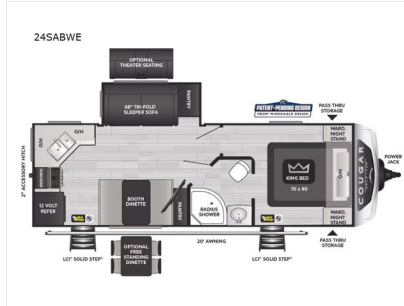 24SABWE
OPTIONAL
THEATER SEATING
68" TRI-FOLD
SLEEPER SOFA
PANTRY
PATENT-PENDING DESIGN
FRONT WINDSHIELD DESIGN
PASS THRU
STORAGE
O/H
O/H
2" ACCESSORY HITCH
WARD.
NIGHT
STAND
KING BED
70 x 80
O/H
COUGAR
POWER
JACK
12 VOLT
REFER
BOOTH
DINETTE
PANTRY
RADIUS
SHOWER
WARD.
NIGHT
STAND
OPTIONAL
FREE
STANDING
DINETTE
20' AWNING
LCI® SOLID STEP®
LCI® SOLID STEP®
PASS THRU
STORAGE